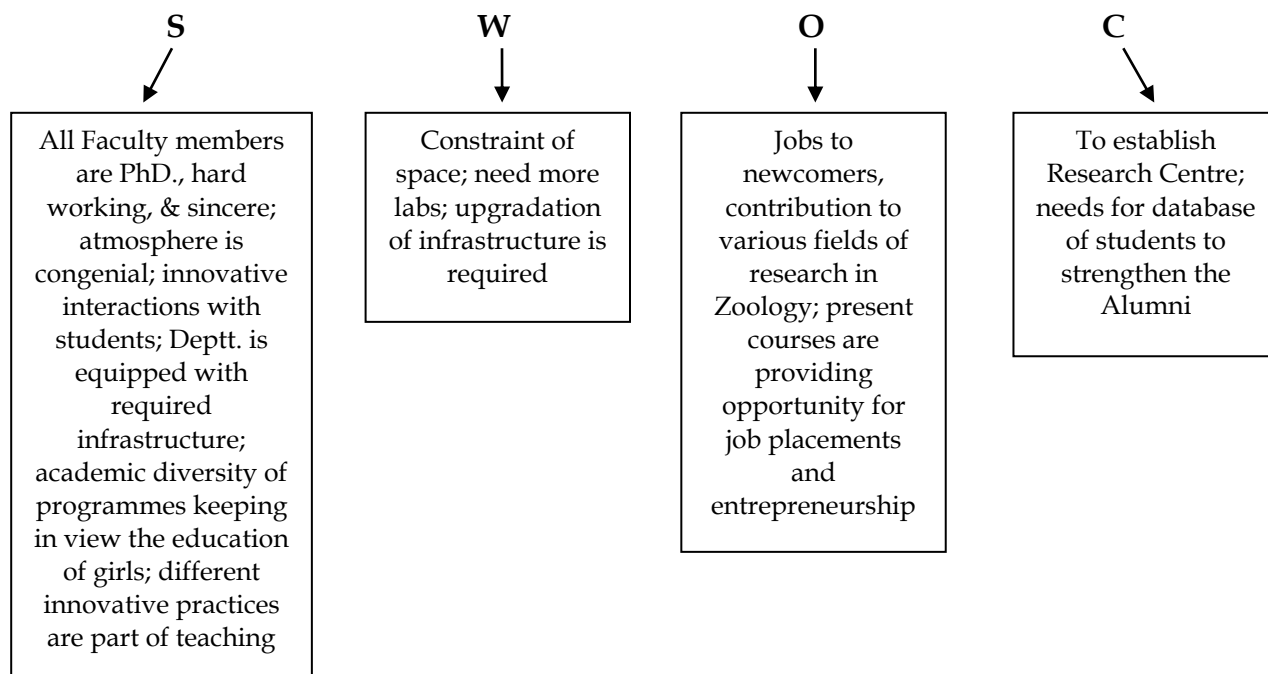 S
W
O
C
All Faculty members
are PhD., hard
working, & sincere;
atmosphere is
congenial; innovative
interactions with
students; Deptt. is
equipped with
required
infrastructure;
academic diversity of
programmes keeping
in view the education
of girls; different
innovative practices
are part of teaching
Constraint of
space; need more
labs; upgradation
of infrastructure is
required
Jobs to
newcomers,
contribution to
various fields of
research in
Zoology; present
courses are
providing
opportunity for
job placements
and
entrepreneurship
To establish
Research Centre;
needs for database
of students to
strengthen the
Alumni